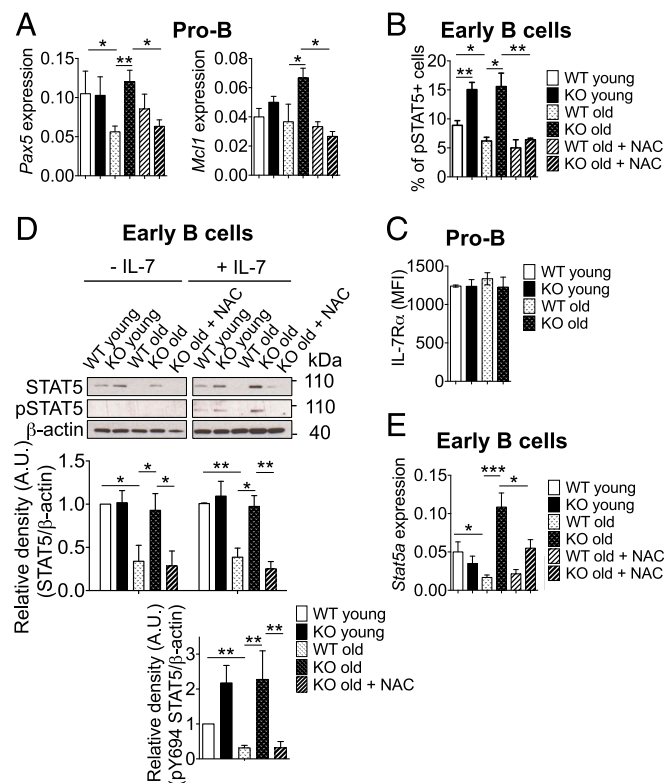 A
Pro-B
Pax5 expression
0.15
0.10
0.05
0.00
*
**
*
Mcl1 expression
0.08
0.06
0.04
0.02
0.00
*
*
B
Early B cells
% of pSTAT5+ cells
20
15
10
5
0
*
**
**
*
WT young
KO young
WT old
KO old
WT old + NAC
KO old + NAC
C
Pro-B
IL-7Rα (MFI)
1500
1000
500
0
WT young
KO young
WT old
KO old
D
Early B cells
- IL-7
+ IL-7
WT young
KO young
WT old
KO old
KO old + NAC
WT young
KO young
WT old
KO old
KO old + NAC
kDa
STAT5
110
pSTAT5
110
β-actin
40
Relative density (A.U.)
(STAT5/β-actin)
1.5
1.0
0.5
0.0
*
*
*
**
*
**
Relative density (A.U.)
(pY694 STAT5/β-actin)
3
2
1
0
**
**
**
WT young
KO young
WT old
KO old
KO old + NAC
E
Early B cells
Stat5a expression
0.15
0.10
0.05
0.00
*
***
*
WT young
KO young
WT old
KO old
WT old + NAC
KO old + NAC